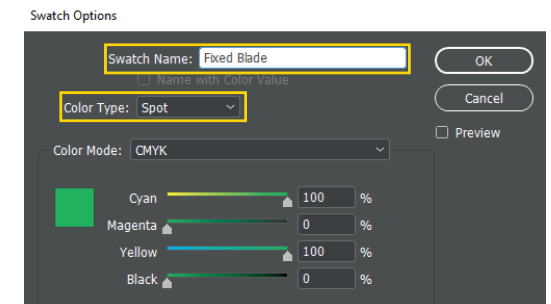 Swatch Options
Swatch Name: Fixed Blade
OK
Name with Color Value
Color Type: Spot
Cancel
Preview
Color Mode: CMYK
Cyan 100 %
Magenta 0 %
Yellow 100 %
Black 0 %